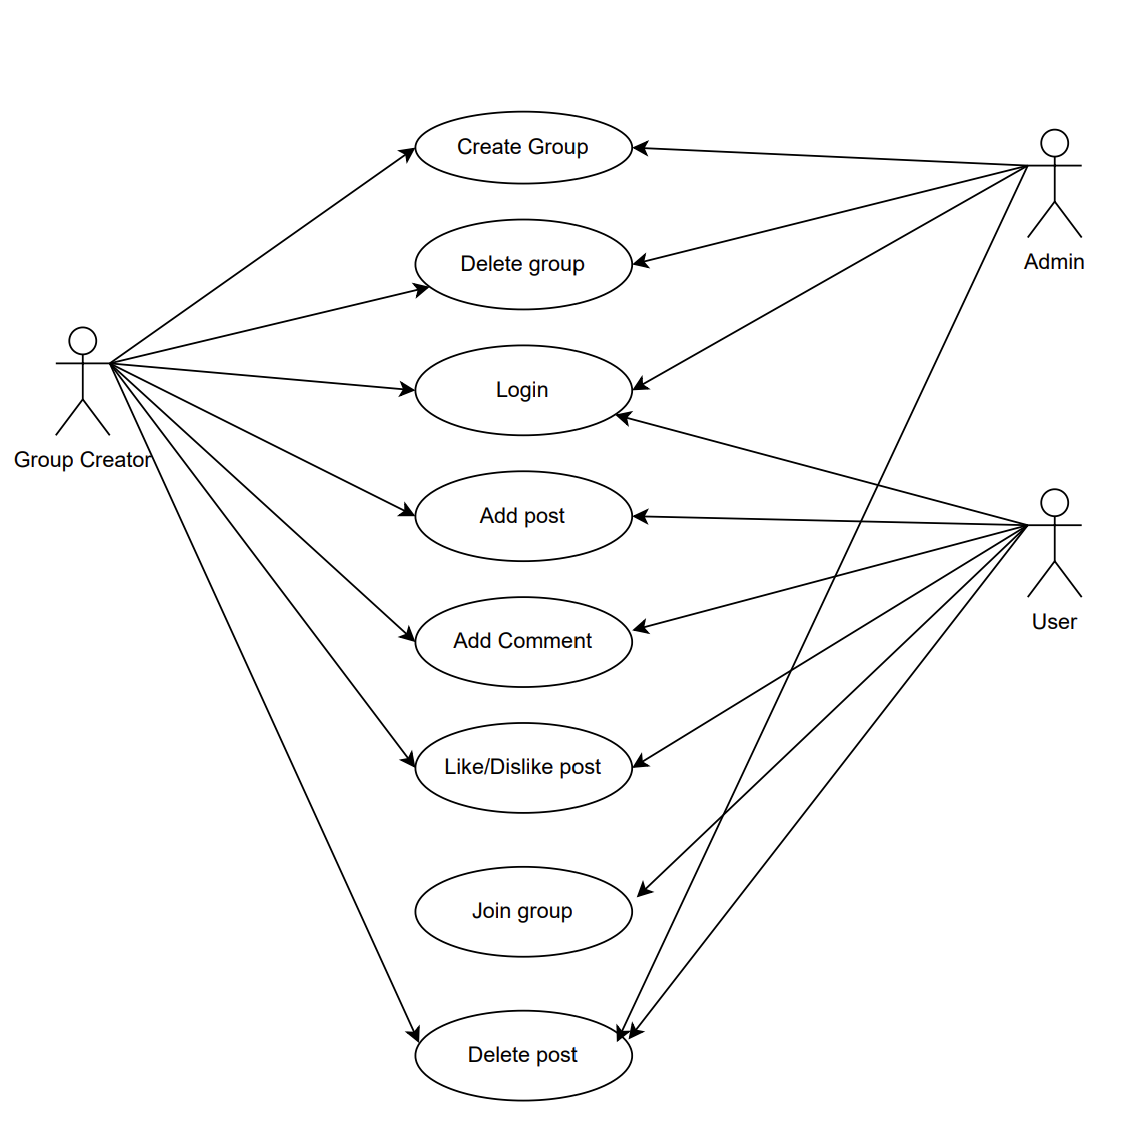 Create Group
Admin
Delete group
Login
Group Creator
Add post
User
Add Comment
Like/Dislike post
Join group
Delete post